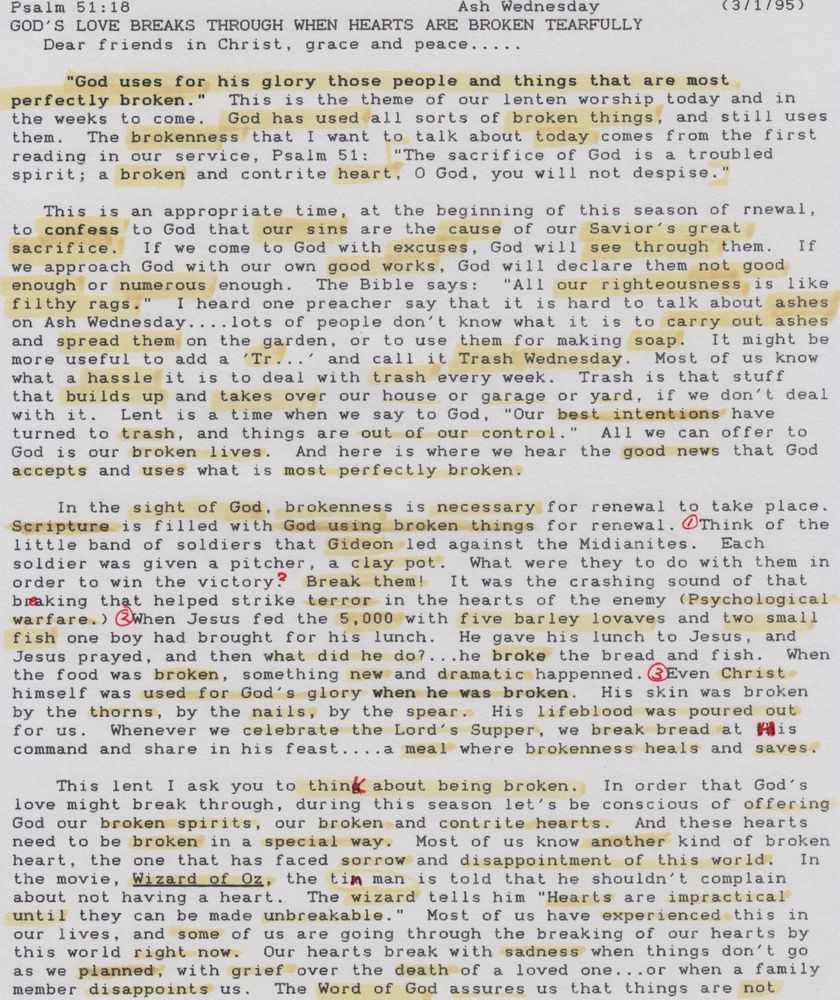 Psalm 51:18 Ash Wednesday (3/1/95)
GOD'S LOVE BREAKS THROUGH WHEN HEARTS ARE BROKEN TEARFULLY
Dear friends in Christ, grace and peace.....
"God uses for his glory those people and things that are most
perfectly broken." This is the theme of our lenten worship today and in
the weeks to come. God has used all sorts of broken things, and still uses
them. The brokenness that I want to talk about today comes from the first
reading in our service, Psalm 51: "The sacrifice of God is a troubled
spirit; a broken and contrite heart, O God, you will not despise."
This is an appropriate time, at the beginning of this season of rnewal,
to confess to God that our sins are the cause of our Savior's great
sacrifice. If we come to God with excuses, God will see through them. If
we approach God with our own good works, God will declare them not good
enough or numerous enough. The Bible says: "All our righteousness is like
filthy rags." I heard one preacher say that it is hard to talk about ashes
on Ash Wednesday....lots of people don't know what it is to carry out ashes
and spread them on the garden, or to use them for making soap. It might be
more useful to add a 'Tr...' and call it Trash Wednesday. Most of us know
what a hassle it is to deal with trash every week. Trash is that stuff
that builds up and takes over our house or garage or yard, if we don't deal
with it. Lent is a time when we say to God, "Our best intentions have
turned to trash, and things are out of our control." All we can offer to
God is our broken lives. And here is where we hear the good news that God
accepts and uses what is most perfectly broken.
In the sight of God, brokenness is necessary for renewal to take place.
Scripture is filled with God using broken things for renewal. ①Think of the
little band of soldiers that Gideon led against the Midianites. Each
soldier was given a pitcher, a clay pot. What were they to do with them in
order to win the victory? Break them! It was the crashing sound of that
breaking that helped strike terror in the hearts of the enemy (Psychological
warfare.) ②When Jesus fed the 5,000 with five barley lovaves and two small
fish one boy had brought for his lunch. He gave his lunch to Jesus, and
Jesus prayed, and then what did he do?...he broke the bread and fish. When
the food was broken, something new and dramatic happenned. ③Even Christ
himself was used for God's glory when he was broken. His skin was broken
by the thorns, by the nails, by the spear. His lifeblood was poured out
for us. Whenever we celebrate the Lord's Supper, we break bread at His
command and share in his feast....a meal where brokenness heals and saves.
This lent I ask you to think about being broken. In order that God's
love might break through, during this season let's be conscious of offering
God our broken spirits, our broken and contrite hearts. And these hearts
need to be broken in a special way. Most of us know another kind of broken
heart, the one that has faced sorrow and disappointment of this world. In
the movie, Wizard of Oz, the tin man is told that he shouldn't complain
about not having a heart. The wizard tells him "Hearts are impractical
until they can be made unbreakable." Most of us have experienced this in
our lives, and some of us are going through the breaking of our hearts by
this world right now. Our hearts break with sadness when things don't go
as we planned, with grief over the death of a loved one...or when a family
member disappoints us. The Word of God assures us that things are not